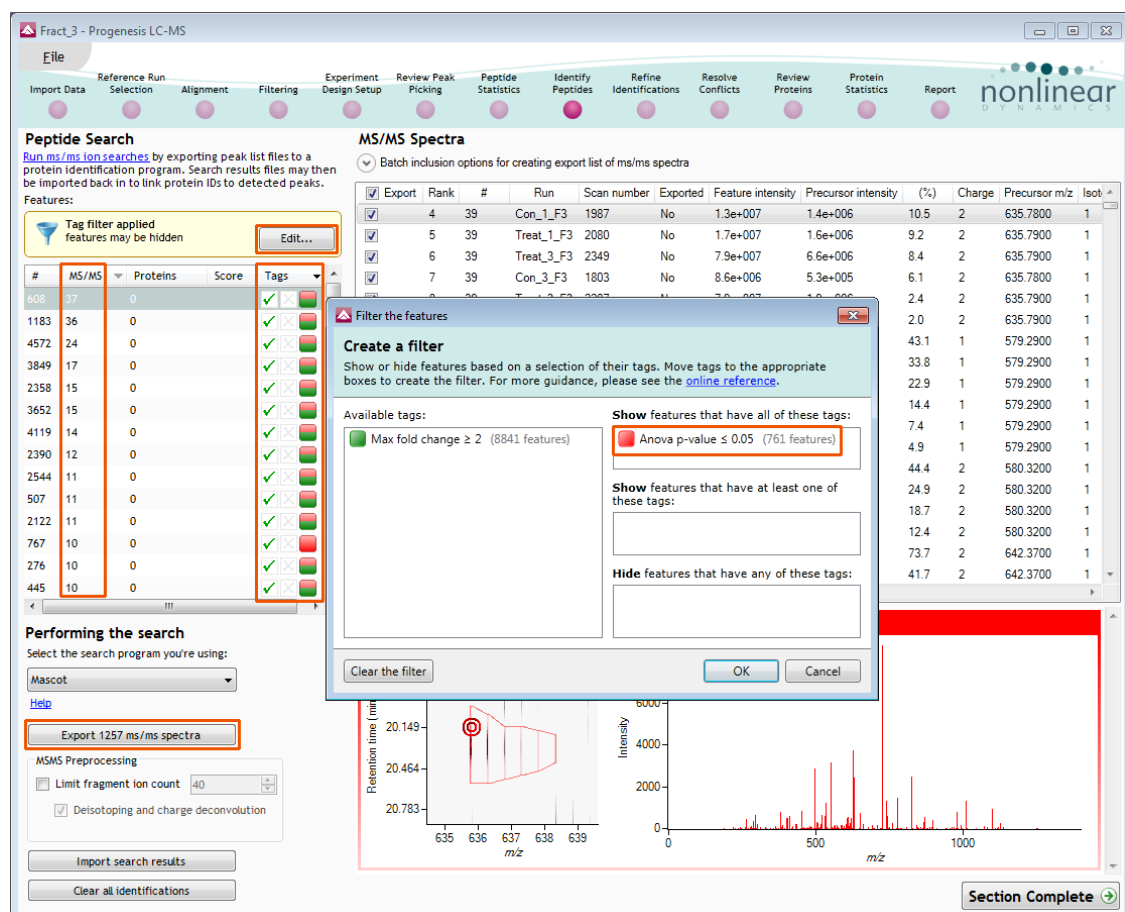 Fract_3 - Progenesis LC-MS
File
Import Data
Reference Run Selection
Alignment
Filtering
Experiment Design Setup
Review Peak Picking
Peptide Statistics
Identify Peptides
Refine Identifications
Resolve Conflicts
Review Proteins
Protein Statistics
Report
nonlinear
DYNAMICS
Peptide Search
Run ms/ms ion searches by exporting peak list files to a
protein identification program. Search results files may then
be imported back in to link protein IDs to detected peaks.
Features:
Tag filter applied
features may be hidden
Edit...
# MS/MS Proteins Score Tags
608 37 0
1183 36 0
4572 24 0
3849 17 0
2358 15 0
3652 15 0
4119 14 0
2390 12 0
2544 11 0
507 11 0
2122 11 0
767 10 0
276 10 0
445 10 0
Performing the search
Select the search program you're using:
Mascot
Help
Export 1257 ms/ms spectra
MSMS Preprocessing
Limit fragment ion count 40
Deisotoping and charge deconvolution
Import search results
Clear all identifications
MS/MS Spectra
Batch inclusion options for creating export list of ms/ms spectra
Export Rank # Run Scan number Exported Feature intensity Precursor intensity (%) Charge Precursor m/z Isot
4 39 Con_1_F3 1987 No 1.3e+007 1.4e+006 10.5 2 635.7800 1
5 39 Treat_1_F3 2080 No 1.7e+007 1.6e+006 9.2 2 635.7900 1
6 39 Treat_3_F3 2349 No 7.9e+007 6.6e+006 8.4 2 635.7900 1
7 39 Con_3_F3 1803 No 8.6e+006 5.3e+005 6.1 2 635.7800 1
2.4 2 635.7900 1
2.0 2 635.7900 1
43.1 1 579.2900 1
33.8 1 579.2900 1
22.9 1 579.2900 1
14.4 1 579.2900 1
7.4 1 579.2900 1
4.9 1 579.2900 1
44.4 2 580.3200 1
24.9 2 580.3200 1
18.7 2 580.3200 1
12.4 2 580.3200 1
73.7 2 642.3700 1
41.7 2 642.3700 1
Filter the features
Create a filter
Show or hide features based on a selection of their tags. Move tags to the appropriate
boxes to create the filter. For more guidance, please see the online reference.
Available tags:
Max fold change ≥ 2 (8841 features)
Show features that have all of these tags:
Anova p-value ≤ 0.05 (761 features)
Show features that have at least one of
these tags:
Hide features that have any of these tags:
Clear the filter
OK
Cancel
Retention time (min
20.149
20.464
20.783
635 636 637 638 639
m/z
Intensity
6000
4000
2000
0
0 500 1000
m/z
Section Complete